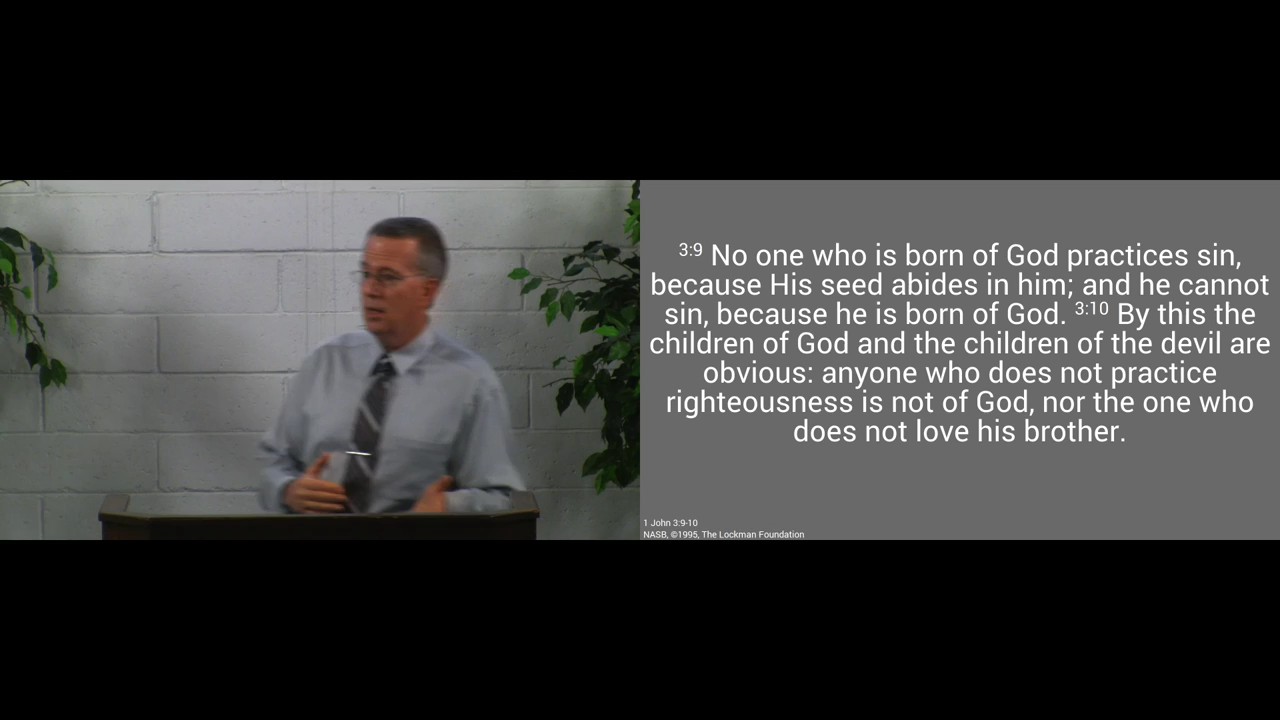 3:9 No one who is born of God practices sin,
because His seed abides in him; and he cannot
sin, because he is born of God. 3:10 By this the
children of God and the children of the devil are
obvious: anyone who does not practice
righteousness is not of God, nor the one who
does not love his brother.
1 John 3:9-10
NASB, ©1995, The Lockman Foundation